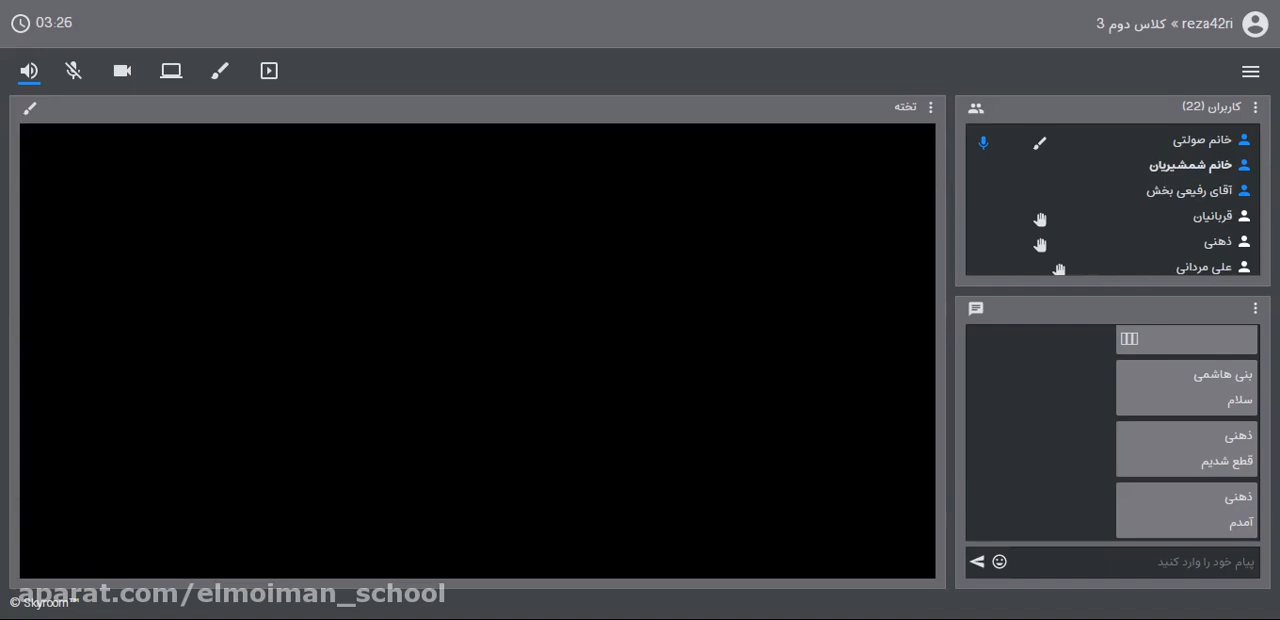 03:26
reza42ri » کلاس دوم 3
تخته
کاربران (22)
خانم صولتی
خانم شمشیریان
آقای رفیعی بخش
قربانیان
ذهنی
علی مردانی
بنی هاشمی
سلام
ذهنی
قطع شدیم
ذهنی
آمدم
پیام خود را وارد کنید
aparat.com/elmoiman_school
© Skyroom™